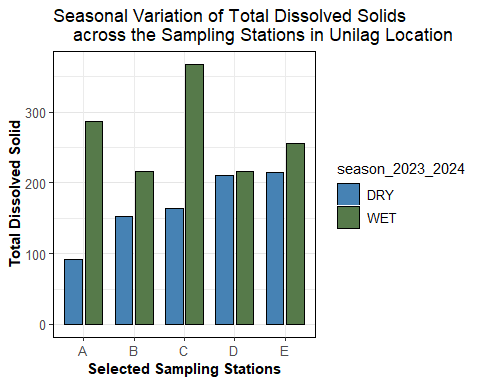 Seasonal Variation of Total Dissolved Solids
across the Sampling Stations in Unilag Location
Total Dissolved Solid
300
200
100
0
A B C D E
Selected Sampling Stations
season_2023_2024
DRY
WET